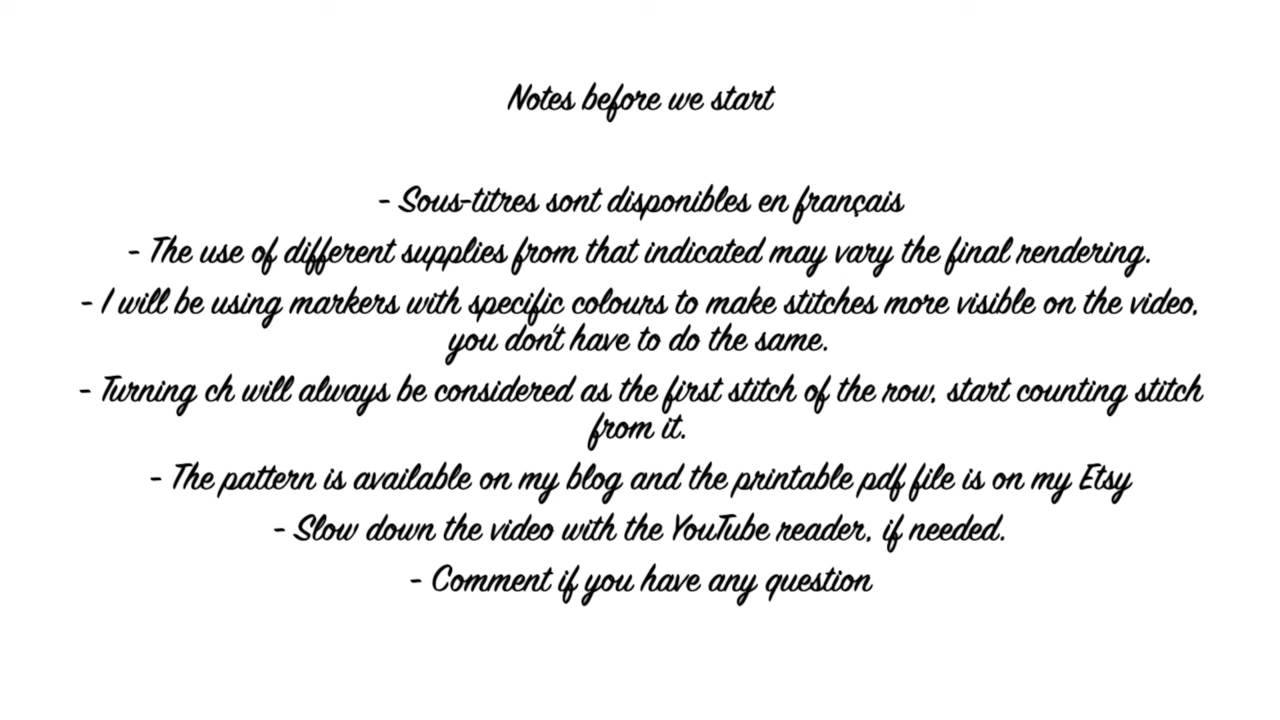 Notes before we start
- Sous-titres sont disponibles en français
- The use of different supplies from that indicated may vary the final rendering.
- I will be using markers with specific colours to make stitches more visible on the video,
you don't have to do the same.
- Turning ch will always be considered as the first stitch of the row, start counting stitch
from it.
- The pattern is available on my blog and the printable pdf file is on my Etsy
- Slow down the video with the YouTube reader, if needed.
- Comment if you have any question